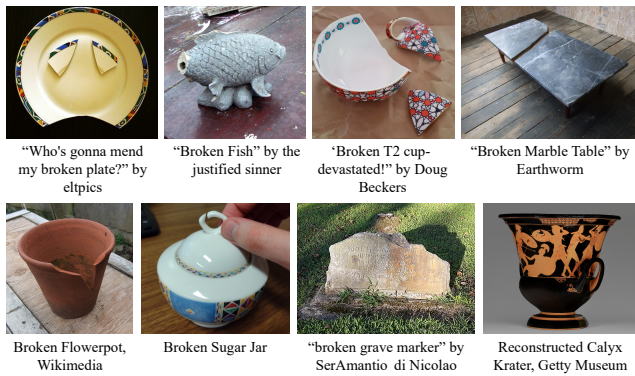 “Who's gonna mend
my broken plate?” by
eltpics
“Broken Fish” by the
justified sinner
‘Broken T2 cup-
devastated!” by Doug
Beckers
“Broken Marble Table” by
Earthworm
Broken Flowerpot,
Wikimedia
Broken Sugar Jar
“broken grave marker” by
SerAmantio  di Nicolao
Reconstructed Calyx
Krater, Getty Museum